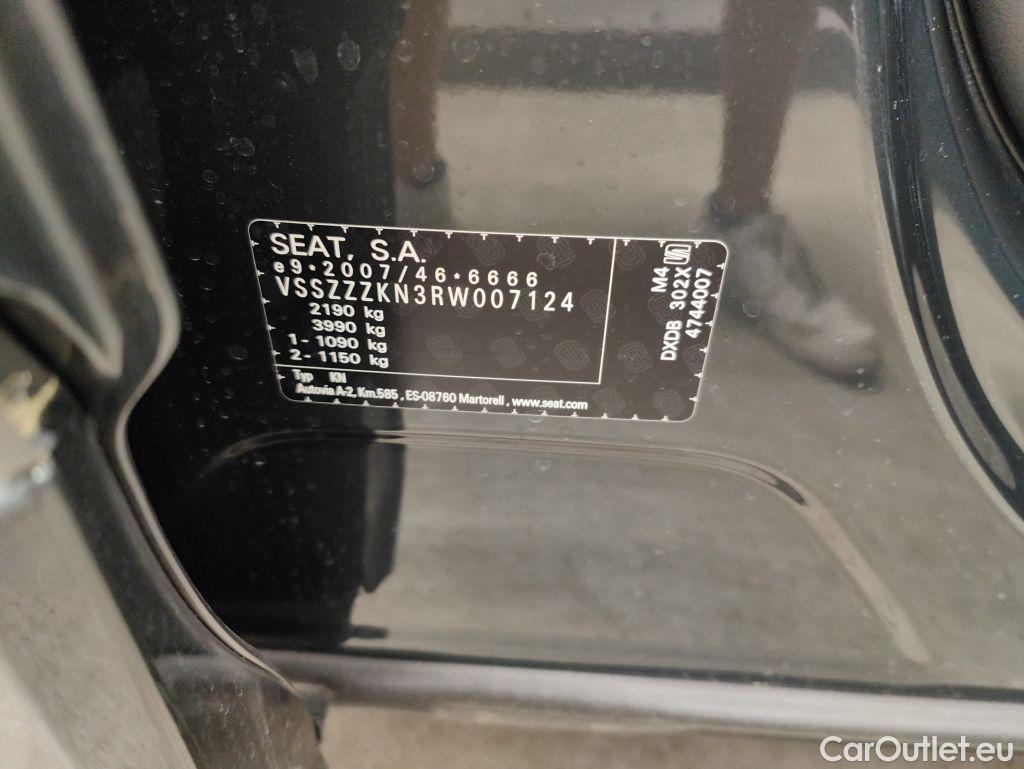 SEAT, S.A.
e9*2007/46*6666
VSSZZZKN3RW007124
2190 kg
3990 kg
1- 1090 kg
2- 1150 kg
Typ KN
Autovia A-2, Km.585 , ES-08760 Martorell , www.seat.com
M4
DXDB 302X
4744007
CarOutlet.eu